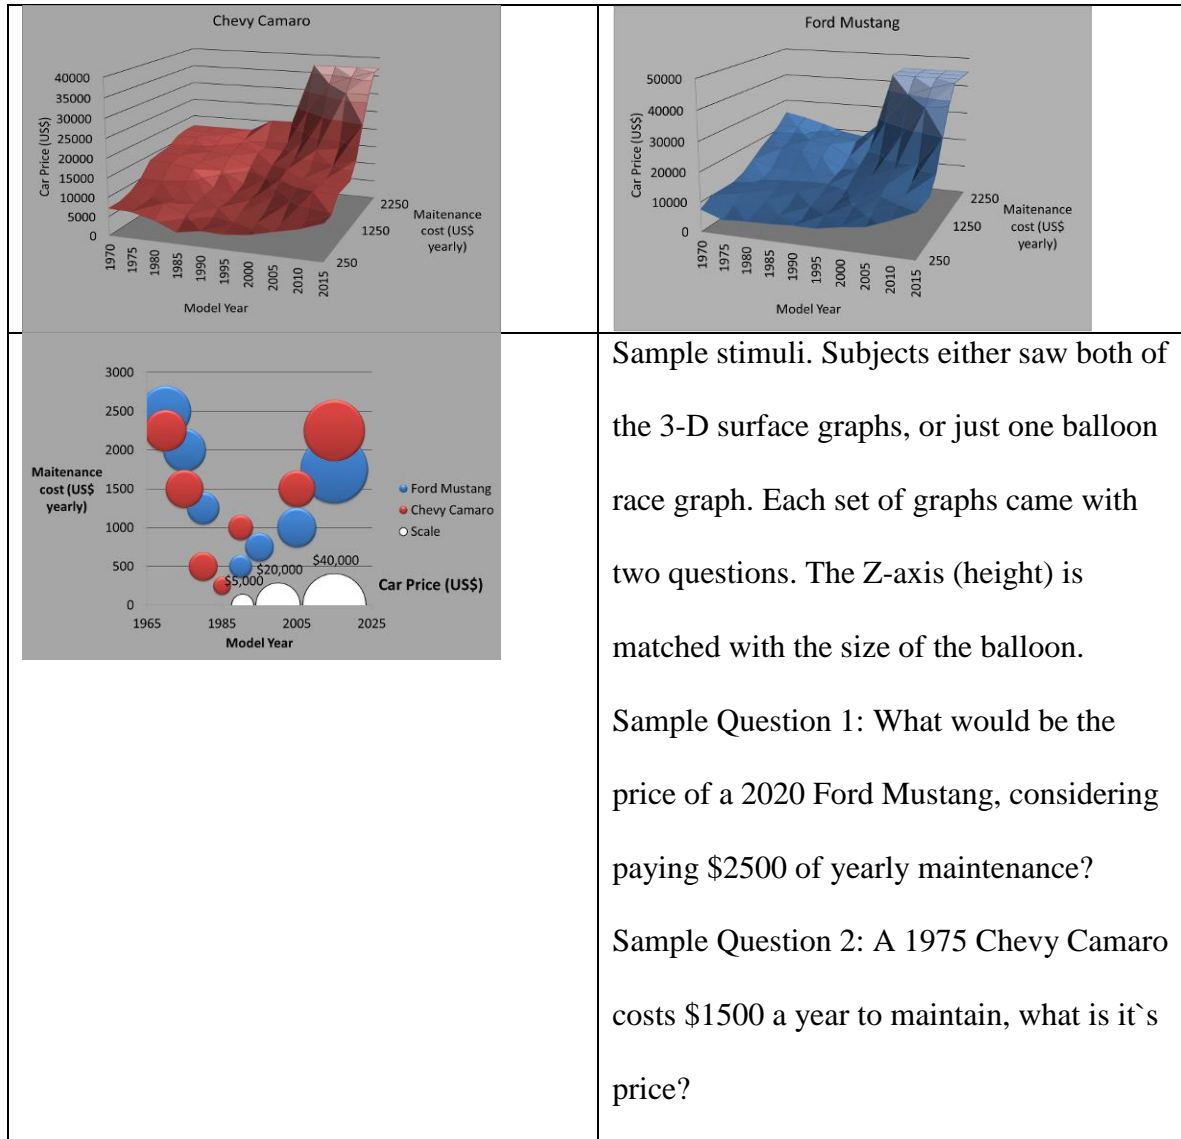 Chevy Camaro
40000
35000
30000
25000
20000
15000
10000
5000
0
Car Price (US$)
1970
1975
1980
1985
1990
1995
2000
2005
2010
2015
Model Year
2250
1250
250
Maitenance
cost (US$
yearly)
Ford Mustang
50000
40000
30000
20000
10000
0
Car Price (US$)
1970
1975
1980
1985
1990
1995
2000
2005
2010
2015
Model Year
2250
1250
250
Maitenance
cost (US$
yearly)
3000
2500
2000
1500
1000
500
0
Maitenance
cost (US$
yearly)
1965
1985
2005
2025
Model Year
$5,000
$20,000
$40,000
Car Price (US$)
Ford Mustang
Chevy Camaro
Scale
Sample stimuli. Subjects either saw both of
the 3-D surface graphs, or just one balloon
race graph. Each set of graphs came with
two questions. The Z-axis (height) is
matched with the size of the balloon.
Sample Question 1: What would be the
price of a 2020 Ford Mustang, considering
paying $2500 of yearly maintenance?
Sample Question 2: A 1975 Chevy Camaro
costs $1500 a year to maintain, what is it`s
price?